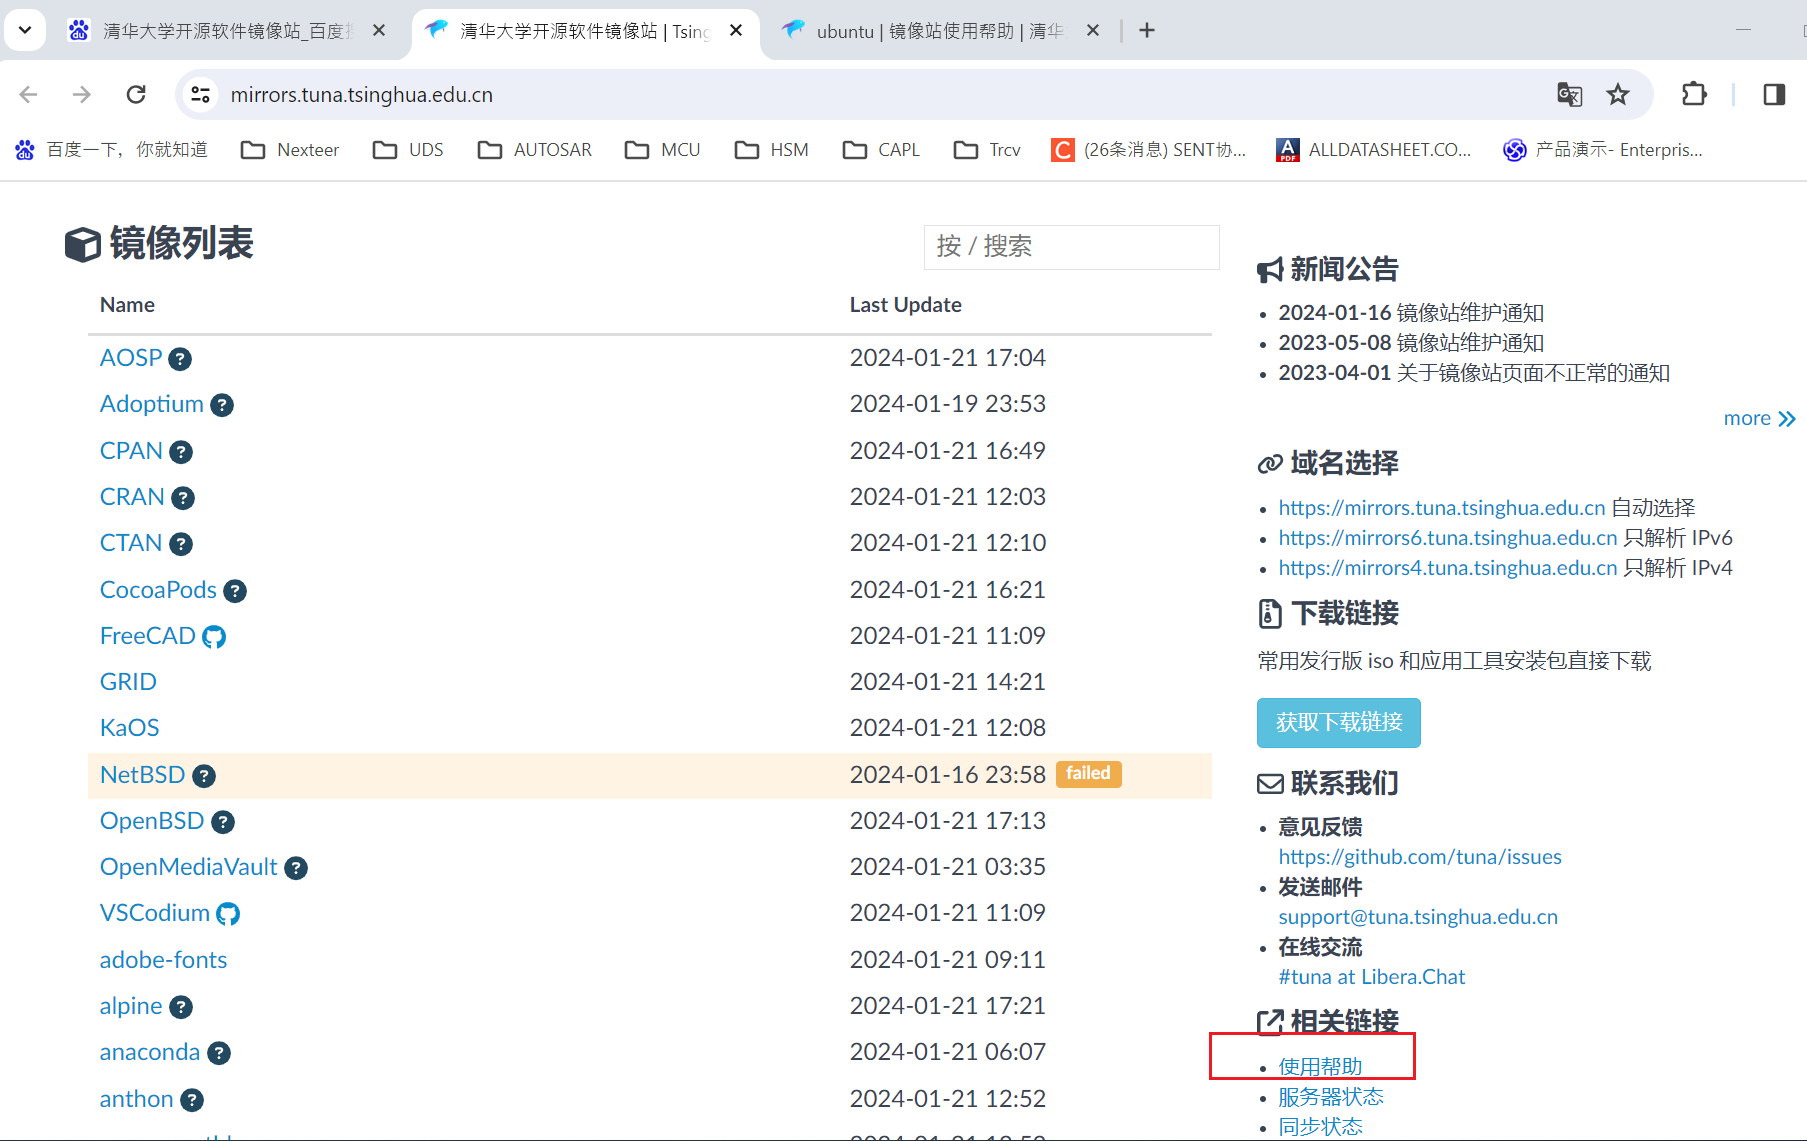 清华大学开源软件镜像站_百度搜
清华大学开源软件镜像站 | Tsing
ubuntu | 镜像站使用帮助 | 清华
mirrors.tuna.tsinghua.edu.cn
百度一下，你就知道
Nexteer
UDS
AUTOSAR
MCU
HSM
CAPL
Trcv
(26条消息) SENT协...
ALLDATASHEET.CO...
产品演示- Enterpris...
镜像列表
按 / 搜索
Name Last Update
AOSP 2024-01-21 17:04
Adoptium 2024-01-19 23:53
CPAN 2024-01-21 16:49
CRAN 2024-01-21 12:03
CTAN 2024-01-21 12:10
CocoaPods 2024-01-21 16:21
FreeCAD 2024-01-21 11:09
GRID 2024-01-21 14:21
KaOS 2024-01-21 12:08
NetBSD 2024-01-16 23:58 failed
OpenBSD 2024-01-21 17:13
OpenMediaVault 2024-01-21 03:35
VSCodium 2024-01-21 11:09
adobe-fonts 2024-01-21 09:11
alpine 2024-01-21 17:21
anaconda 2024-01-21 06:07
anthon 2024-01-21 12:52
新闻公告
2024-01-16 镜像站维护通知
2023-05-08 镜像站维护通知
2023-04-01 关于镜像站页面不正常的通知
more
域名选择
https://mirrors.tuna.tsinghua.edu.cn 自动选择
https://mirrors6.tuna.tsinghua.edu.cn 只解析 IPv6
https://mirrors4.tuna.tsinghua.edu.cn 只解析 IPv4
下载链接
常用发行版 iso 和应用工具安装包直接下载
获取下载链接
联系我们
意见反馈
https://github.com/tuna/issues
发送邮件
support@tuna.tsinghua.edu.cn
在线交流
#tuna at Libera.Chat
相关链接
使用帮助
服务器状态
同步状态